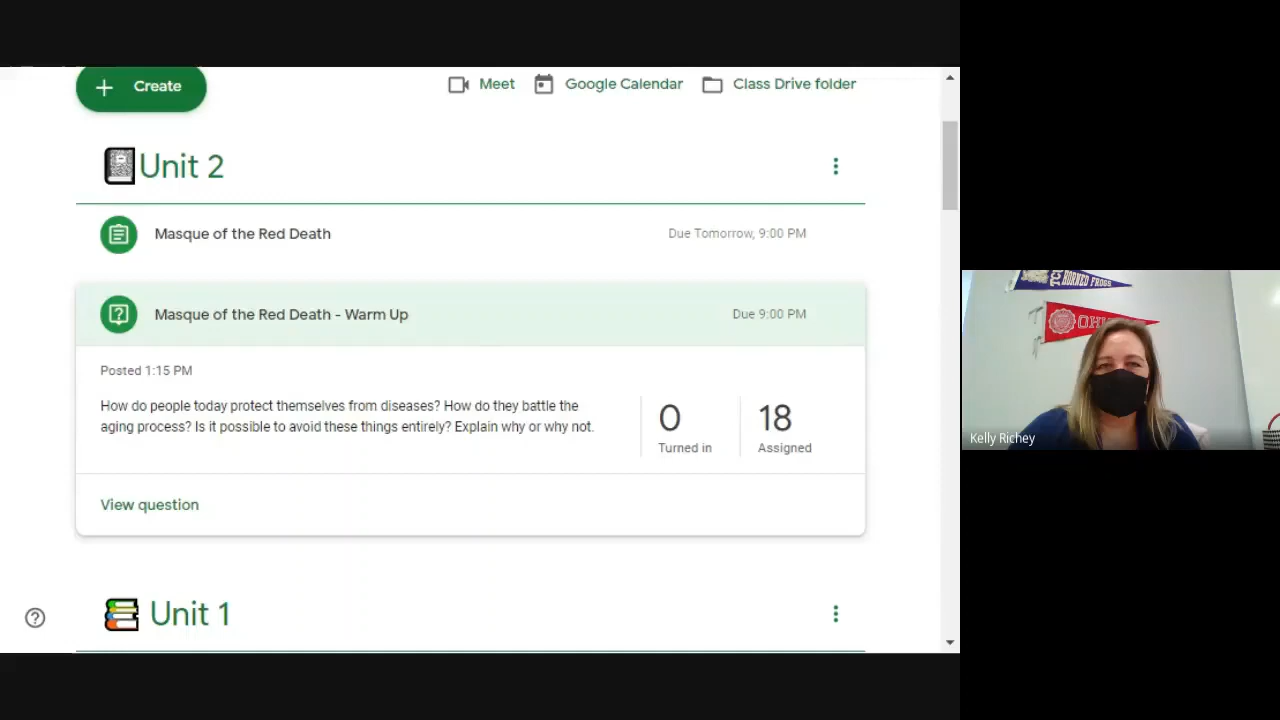 Create
Meet
Google Calendar
Class Drive folder
Unit 2
Masque of the Red Death
Due Tomorrow, 9:00 PM
Masque of the Red Death - Warm Up
Due 9:00 PM
Posted 1:15 PM
How do people today protect themselves from diseases? How do they battle the
aging process? Is it possible to avoid these things entirely? Explain why or why not.
0
Turned in
18
Assigned
View question
Unit 1
HORNED FROGS
Kelly Richey